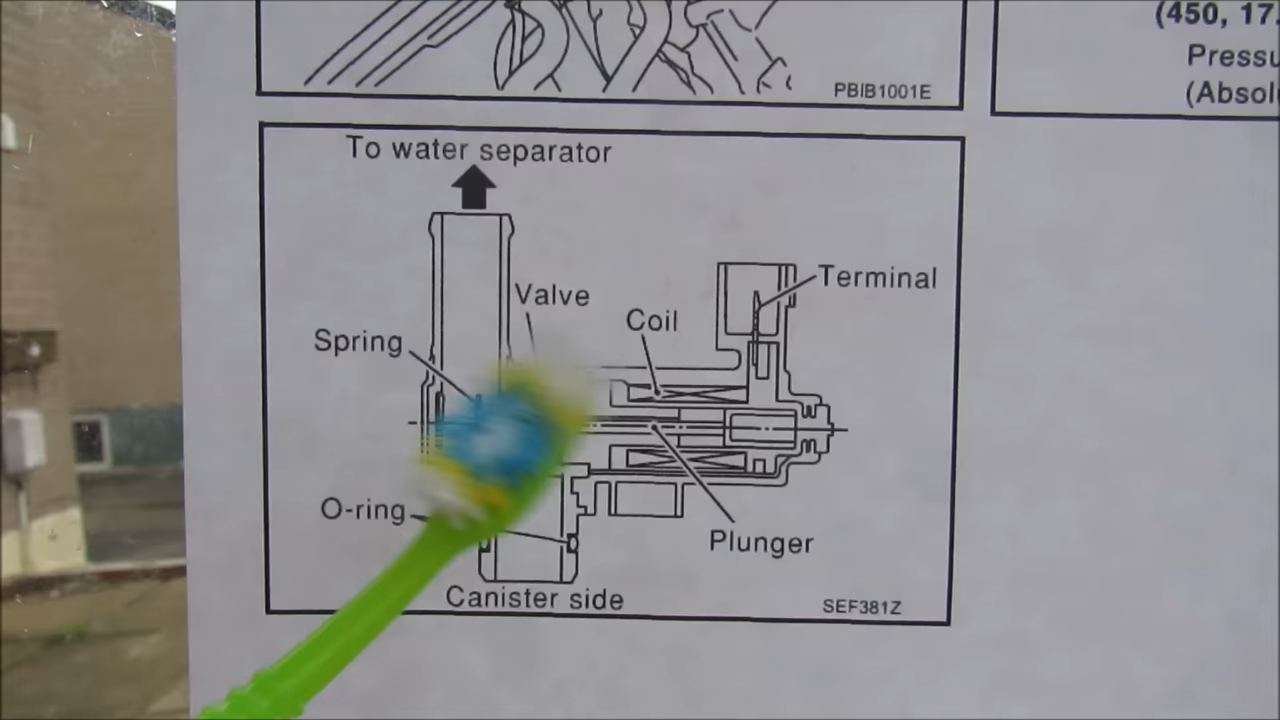 PBIB1001E
(450, 17.
Pressu
(Absol
To water separator
Terminal
Valve
Coil
Spring
O-ring
Plunger
Canister side
SEF381Z